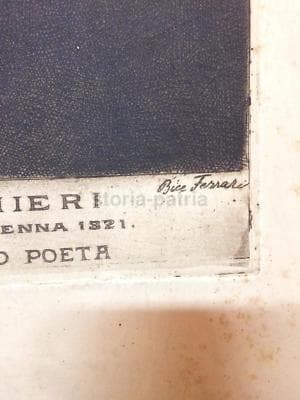 Bice Ferrari
storia-patria
HIERI
ENNA 1321.
O POETA